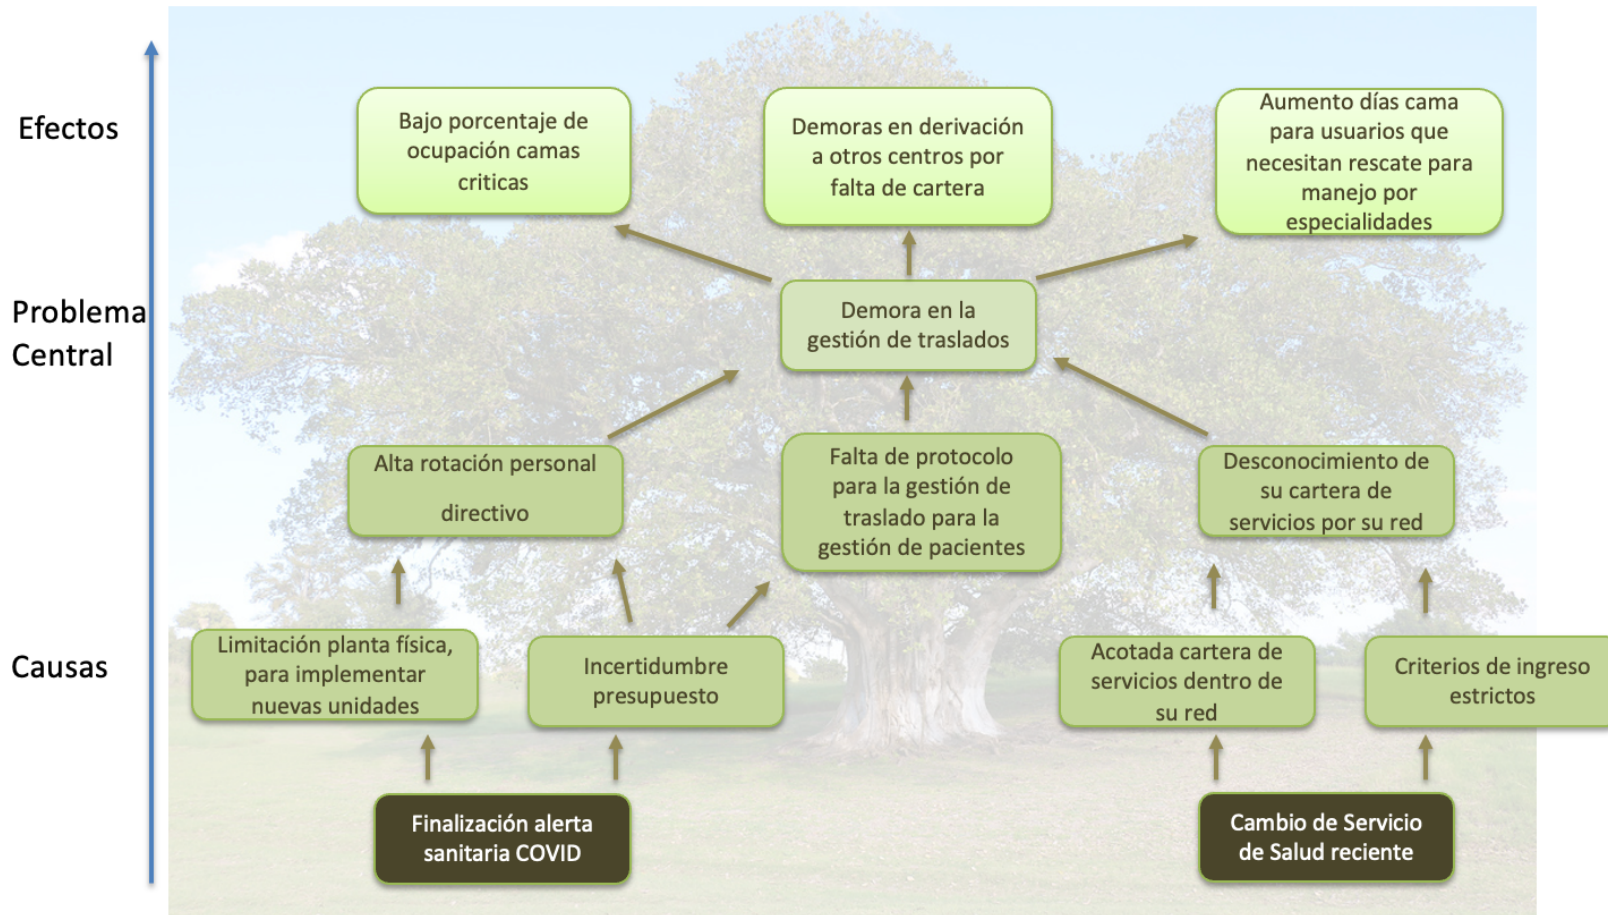 Efectos
Bajo porcentaje de
ocupación camas
criticas
Demoras en derivación
a otros centros por
falta de cartera
Aumento días cama
para usuarios que
necesitan rescate para
manejo por
especialidades
Problema
Central
Demora en la
gestión de traslados
Alta rotación personal
directivo
Falta de protocolo
para la gestión de
traslado para la
gestión de pacientes
Desconocimiento de
su cartera de
servicios por su red
Causas
Limitación planta física,
para implementar
nuevas unidades
Incertidumbre
presupuesto
Acotada cartera de
servicios dentro de
su red
Criterios de ingreso
estrictos
Finalización alerta
sanitaria COVID
Cambio de Servicio
de Salud reciente